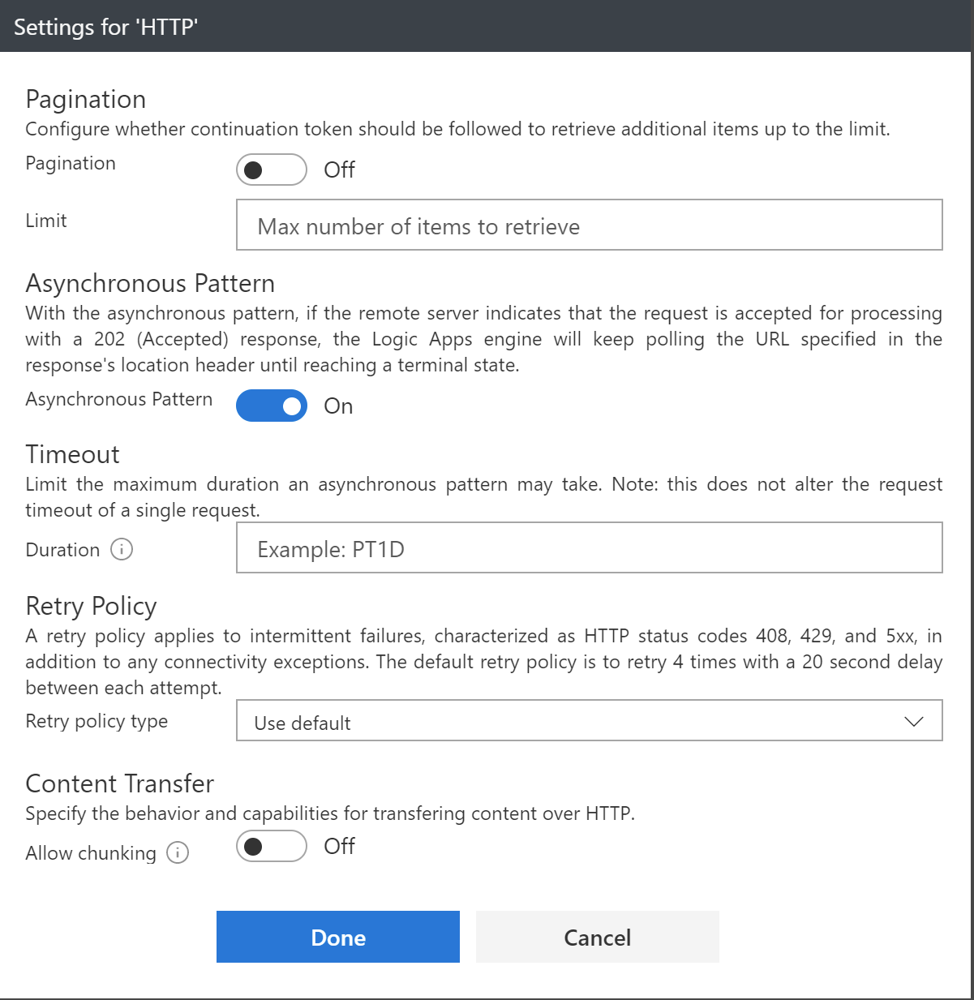 Settings for 'HTTP'
Pagination
Configure whether continuation token should be followed to retrieve additional items up to the limit.
Pagination
Off
Limit
Max number of items to retrieve
Asynchronous Pattern
With the asynchronous pattern, if the remote server indicates that the request is accepted for processing
with a 202 (Accepted) response, the Logic Apps engine will keep polling the URL specified in the
response's location header until reaching a terminal state.
Asynchronous Pattern
On
Timeout
Limit the maximum duration an asynchronous pattern may take. Note: this does not alter the request
timeout of a single request.
Duration
Example: PT1D
Retry Policy
A retry policy applies to intermittent failures, characterized as HTTP status codes 408, 429, and 5xx, in
addition to any connectivity exceptions. The default retry policy is to retry 4 times with a 20 second delay
between each attempt.
Retry policy type
Use default
Content Transfer
Specify the behavior and capabilities for transfering content over HTTP.
Allow chunking
Off
Done
Cancel